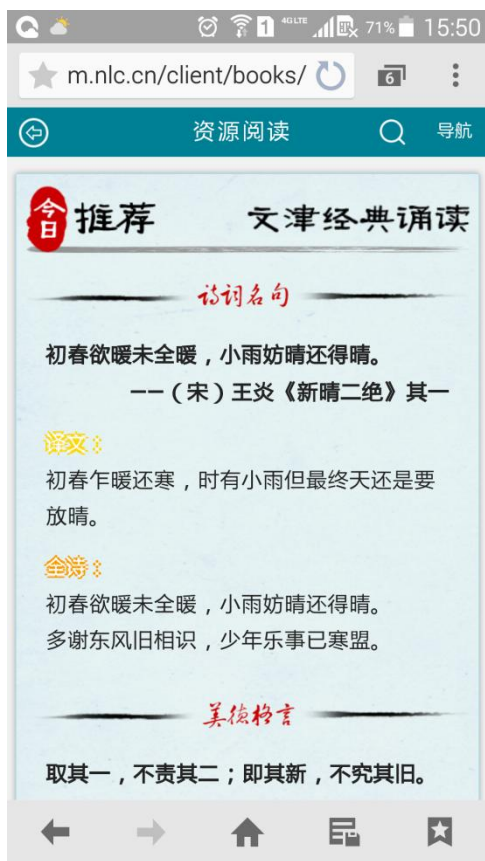 1 4G LTE 71% 15:50
m.nlc.cn/client/books/ 6
资源阅读 导航
今日推荐 文津经典诵读
诗词名句
初春欲暖未全暖，小雨妨晴还得晴。
——（宋）王炎《新晴二绝》其一
译文：
初春乍暖还寒，时有小雨但最终天还是要
放晴。
全诗：
初春欲暖未全暖，小雨妨晴还得晴。
多谢东风旧相识，少年乐事已寒盟。
美德格言
取其一，不责其二；即其新，不究其旧。